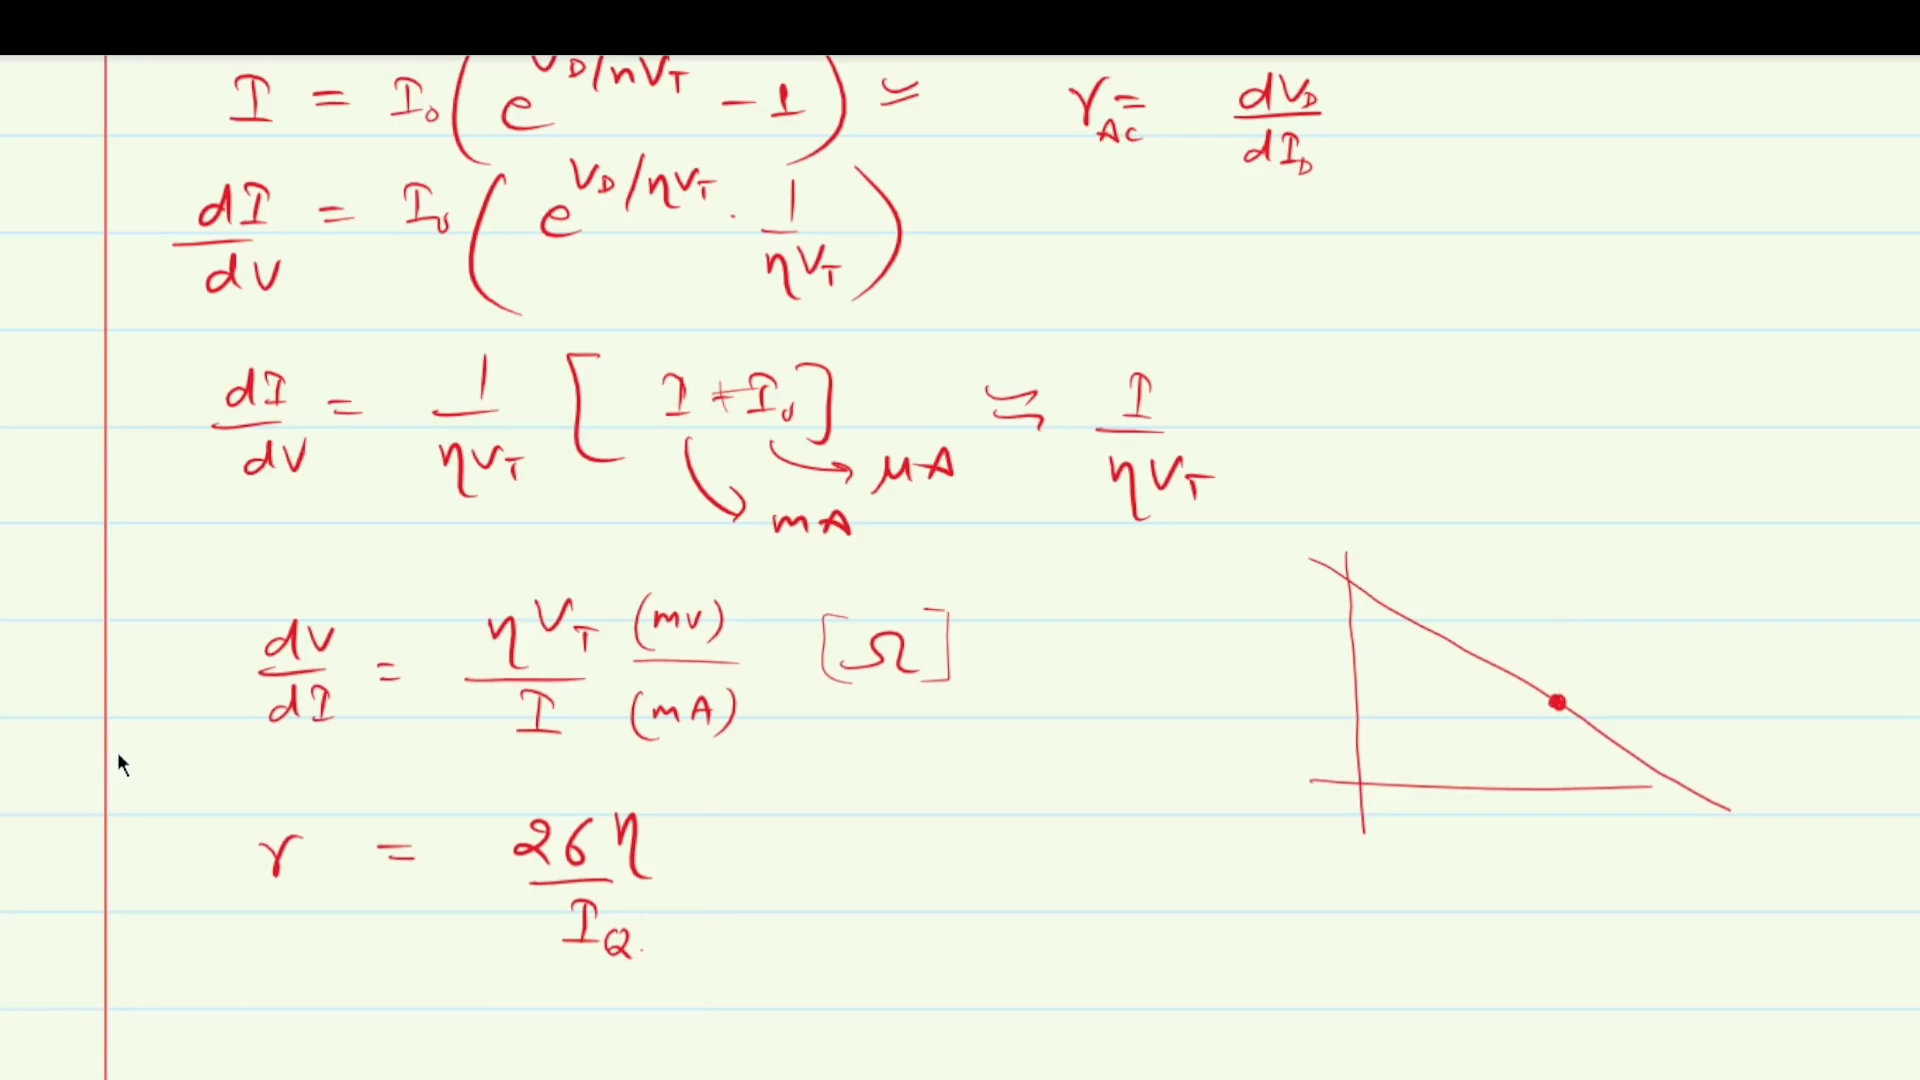 I = I₀ ( e^(V_D/ηV_T) − 1 ) ≃
r_AC = dV_D / dI_D
dI/dV = I₀ ( e^(V_D/ηV_T) · 1/ηV_T )
dI/dV = 1/ηV_T [ I + I₀ ] ≃ I/ηV_T
μA
mA
dV/dI = ηV_T/I (mV)/(mA) [Ω]
r = 26η/I_Q.